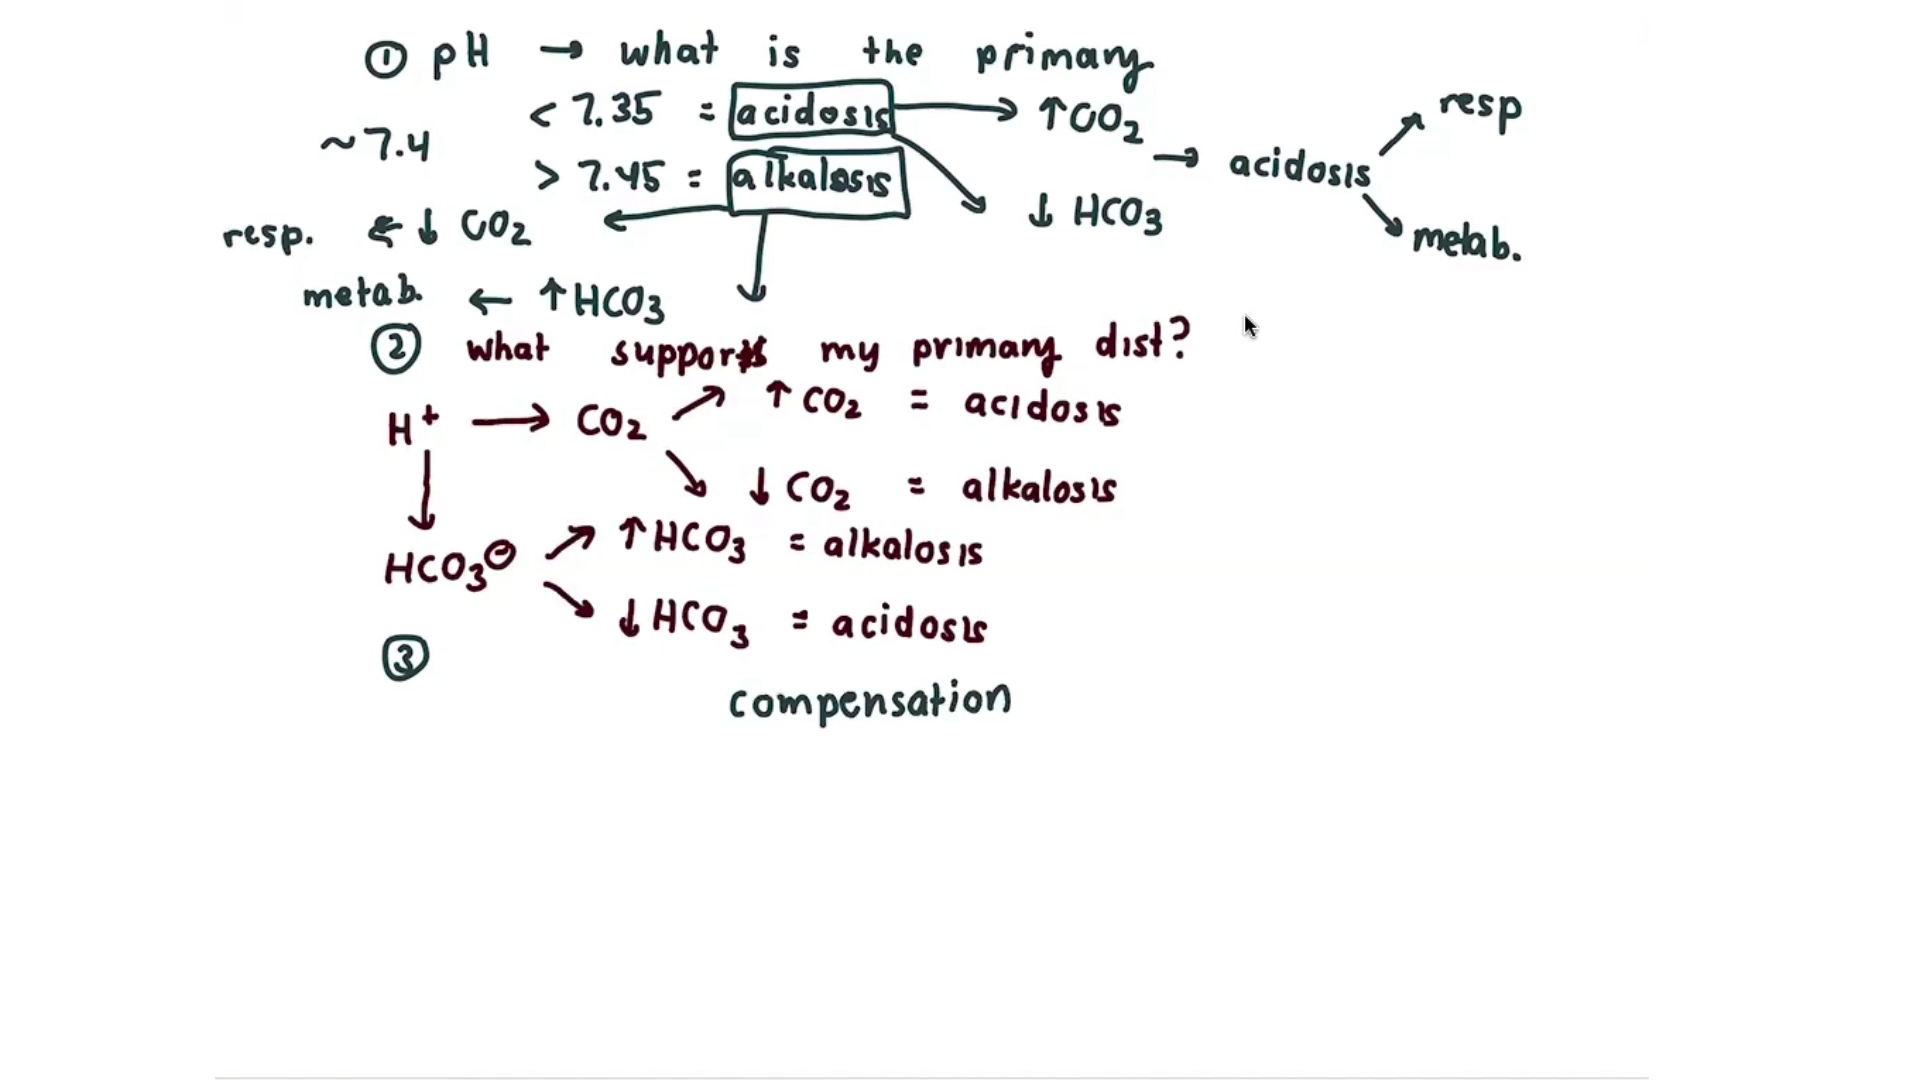 ① pH → what is the primary
< 7.35 = acidosis → ↑CO₂
→ acidosis
resp
metab.
~7.4
> 7.45 = alkalosis
↓ HCO₃
resp. ← ↓ CO₂
metab. ← ↑HCO₃
② what supports my primary dist?
H⁺ → CO₂ ↗ ↑ CO₂ = acidosis
↘ ↓ CO₂ = alkalosis
↓
HCO₃⊖ ↗ ↑HCO₃ = alkalosis
↘ ↓HCO₃ = acidosis
③
compensation